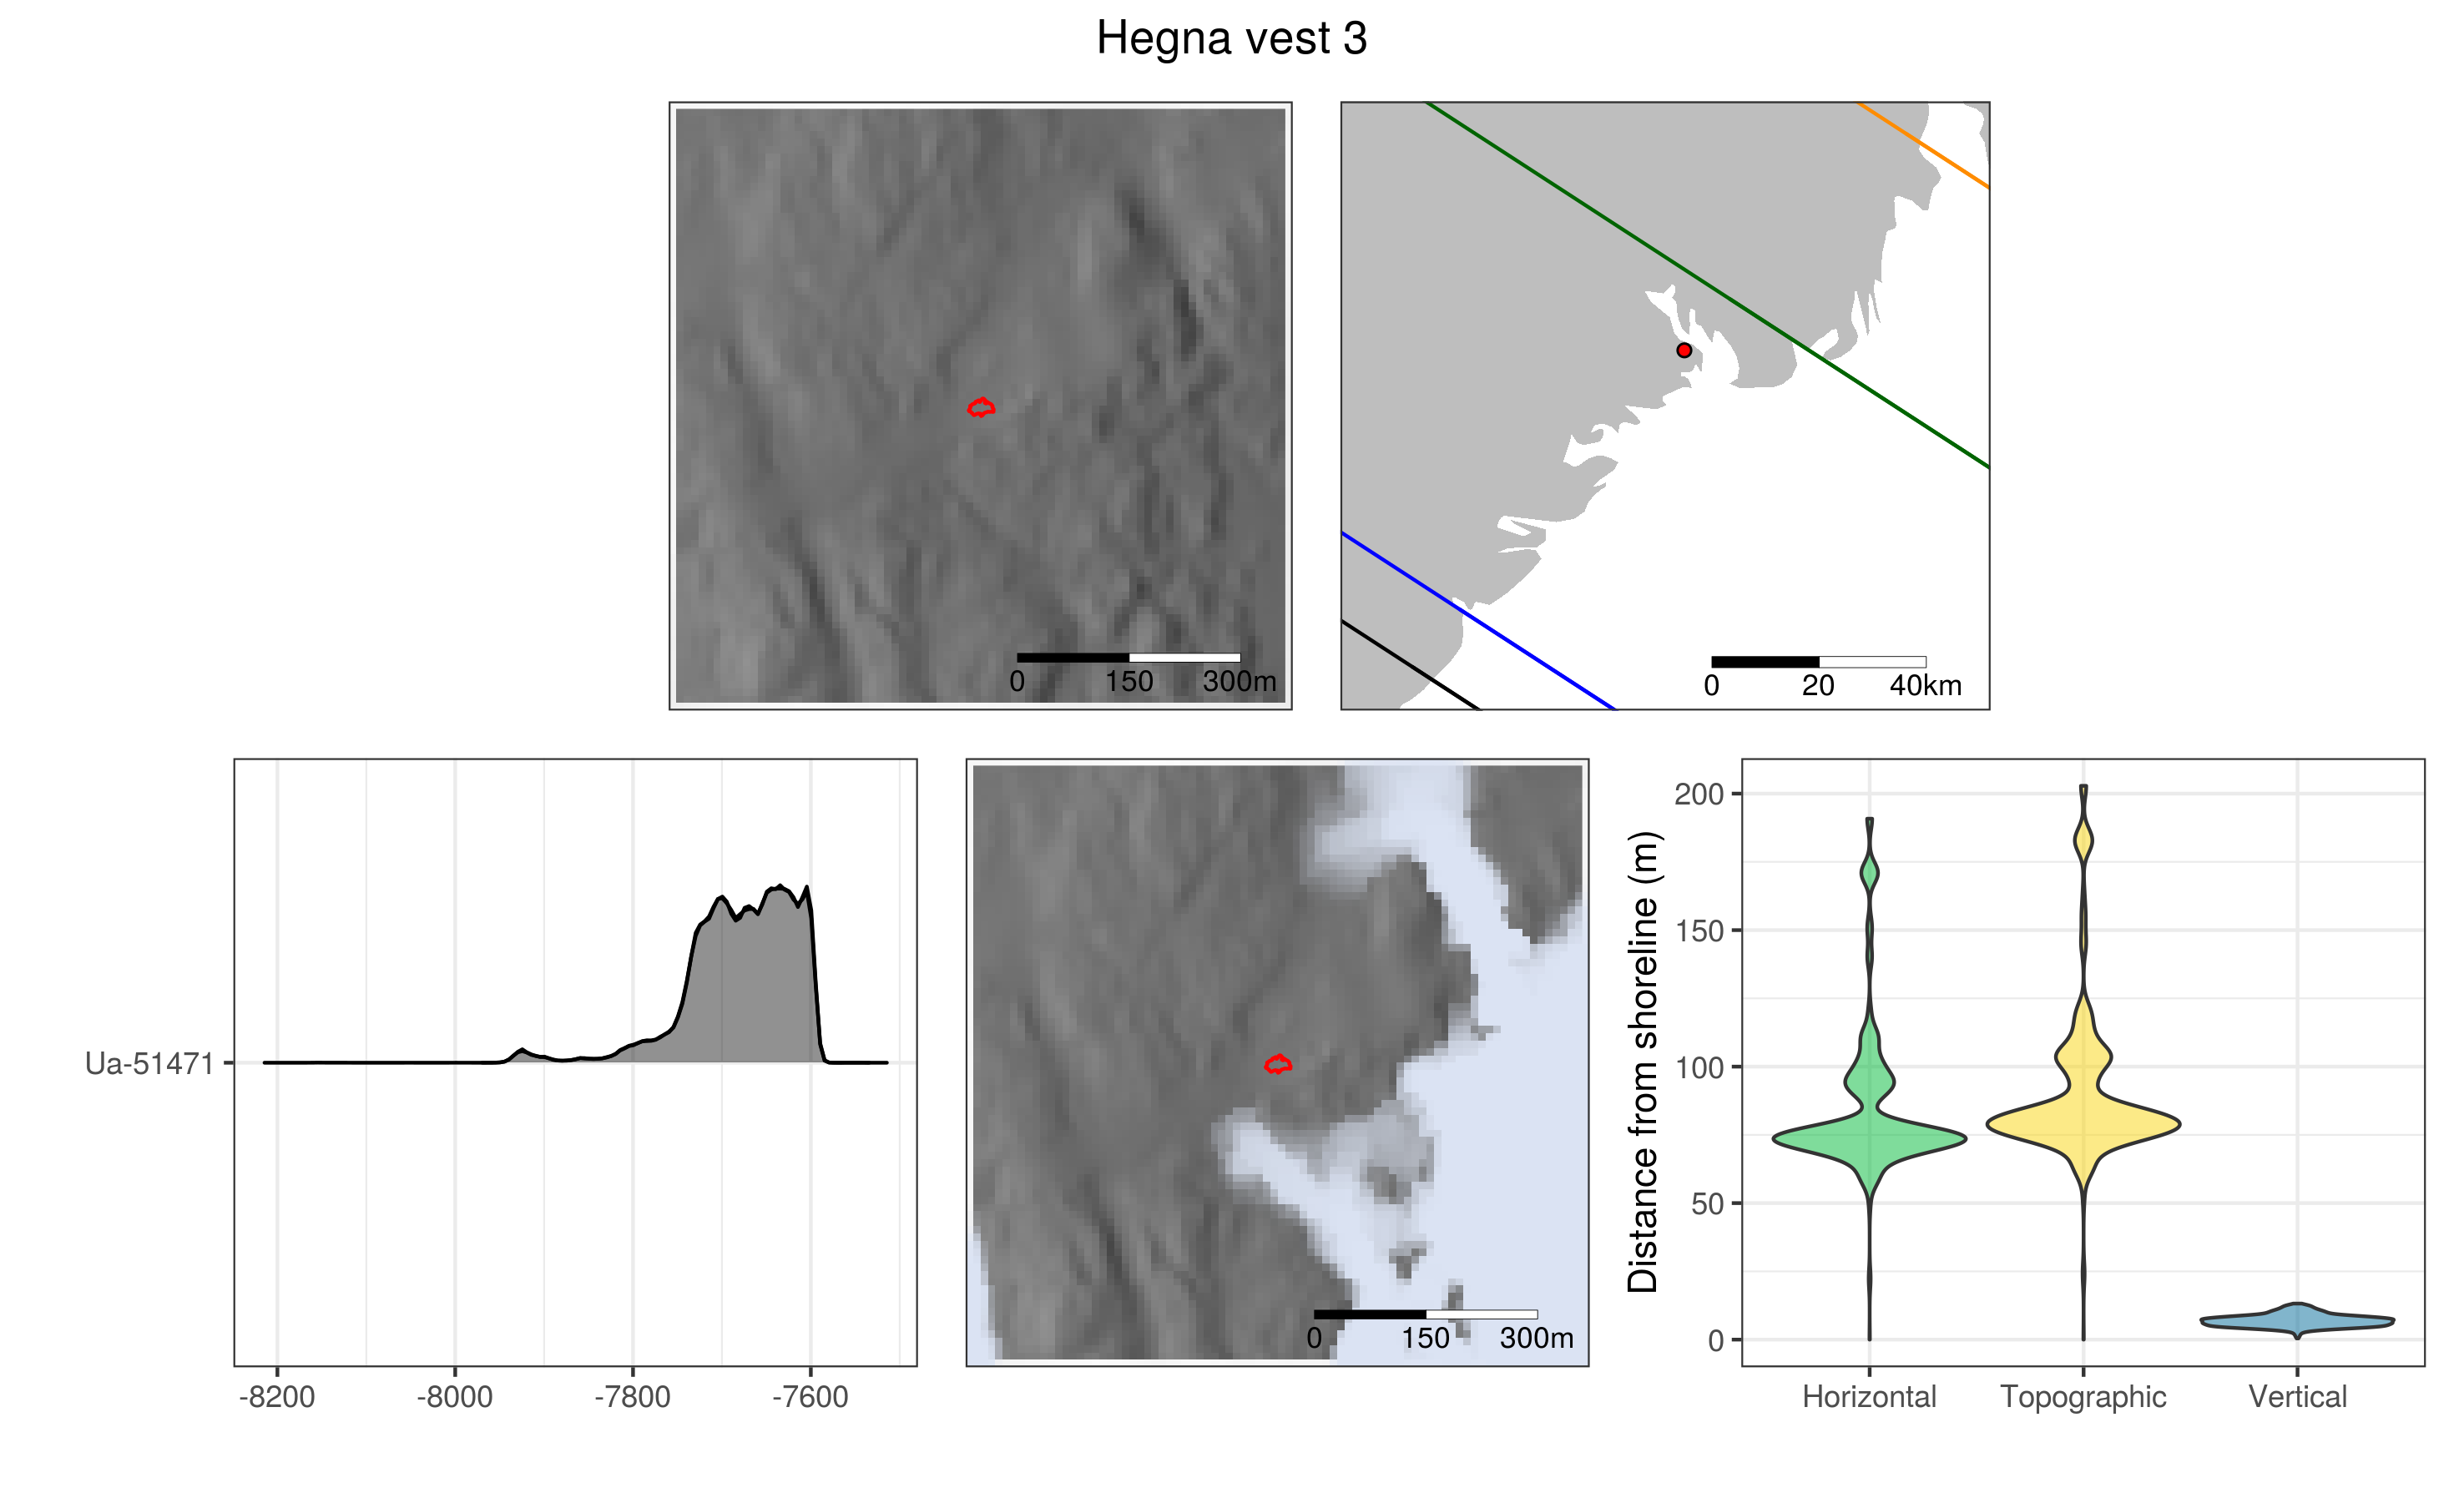 Hegna vest 3
0 150 300m
0 20 40km
Ua-51471
-8200 -8000 -7800 -7600
0 150 300m
Distance from shoreline (m)
200
150
100
50
0
Horizontal Topographic Vertical